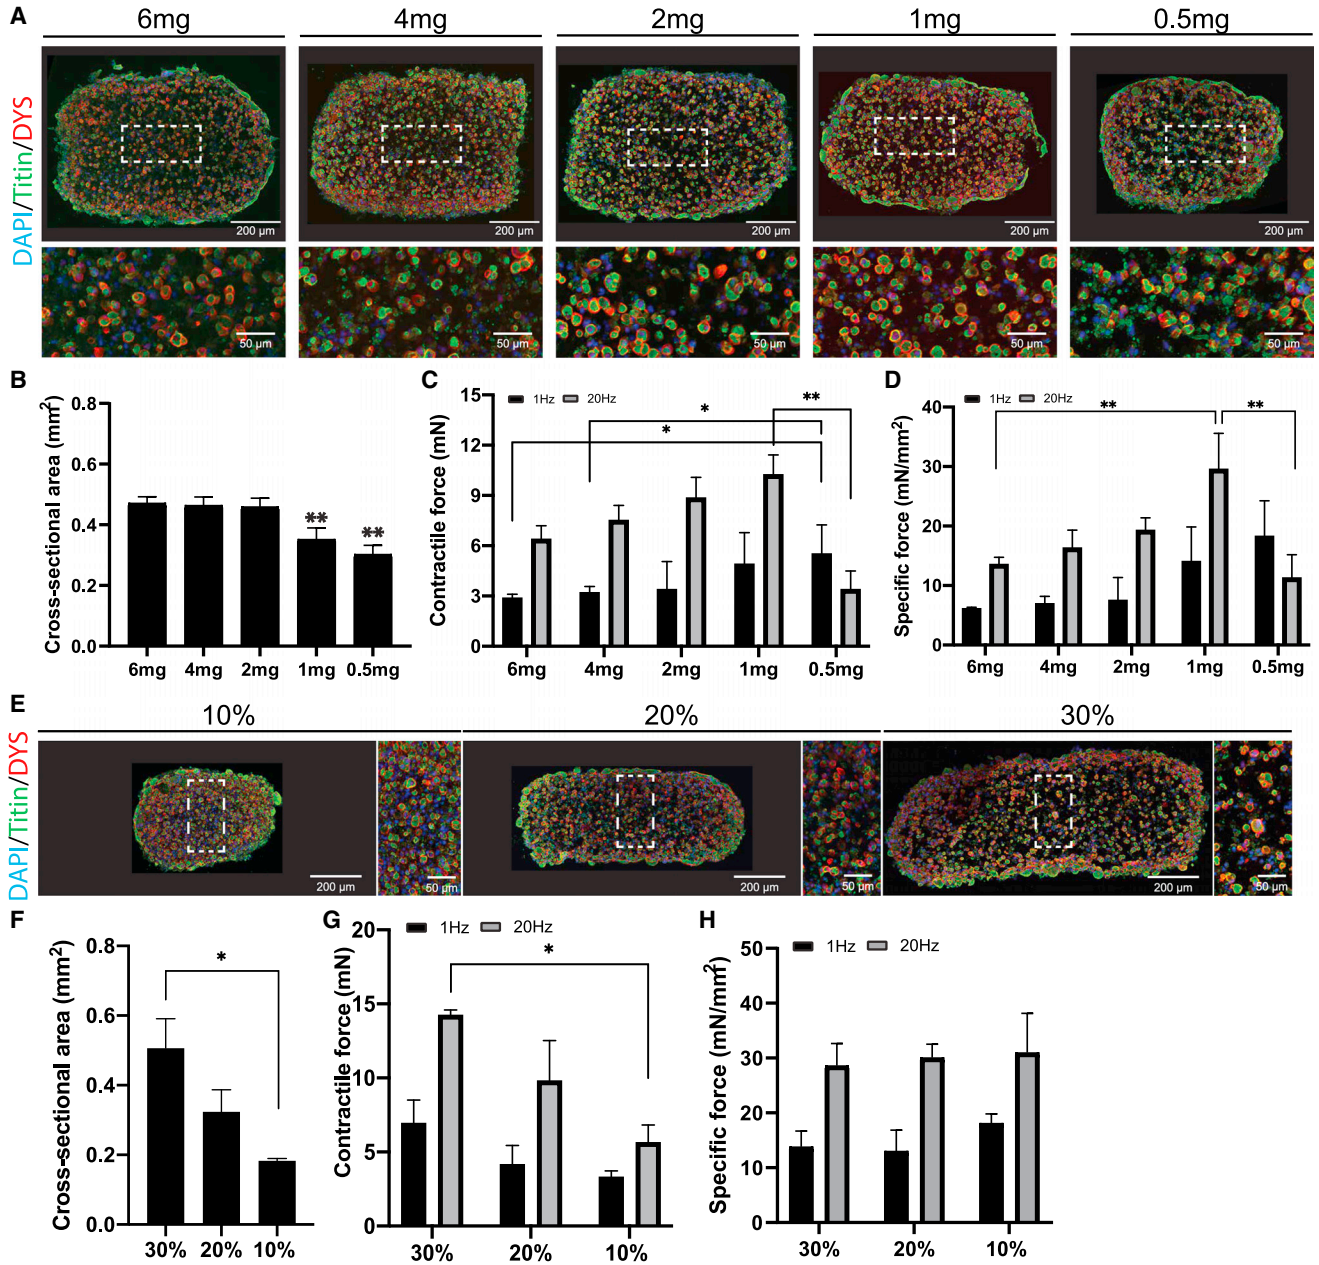 A
6mg 4mg 2mg 1mg 0.5mg
DAPI/Titin/DYS
200 µm 200 µm 200 µm 200 µm 200 µm
50 µm 50 µm 50 µm 50 µm 50 µm
B
Cross-sectional area (mm²)
0.8
0.6
0.4
0.2
0.0
** **
6mg 4mg 2mg 1mg 0.5mg
C
1Hz 20Hz
Contractile force (mN)
15
12
9
6
3
0
* * **
6mg 4mg 2mg 1mg 0.5mg
D
1Hz 20Hz
Specific force (mN/mm²)
40
30
20
10
0
** **
6mg 4mg 2mg 1mg 0.5mg
E
10% 20% 30%
DAPI/Titin/DYS
200 µm 50 µm 200 µm 50 µm 200 µm 50 µm
F
Cross-sectional area (mm²)
0.8
0.6
0.4
0.2
0.0
*
30% 20% 10%
G
1Hz 20Hz
Contractile force (mN)
20
15
10
5
0
*
30% 20% 10%
H
1Hz 20Hz
Specific force (mN/mm²)
50
40
30
20
10
0
30% 20% 10%